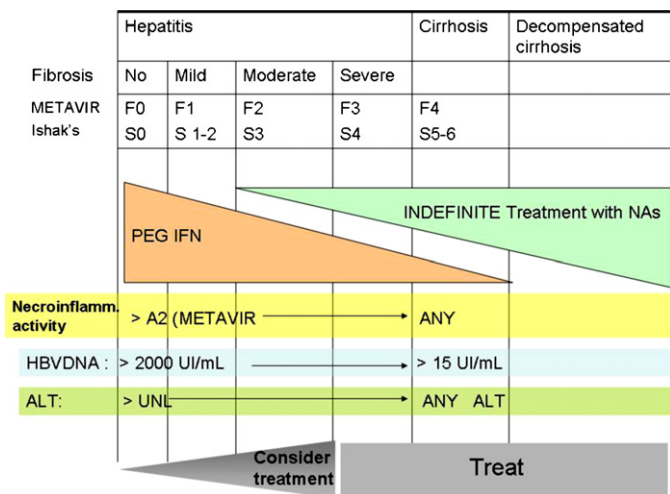 Hepatitis Cirrhosis Decompensated
cirrhosis
Fibrosis No Mild Moderate Severe
METAVIR F0 F1 F2 F3 F4
Ishak's S0 S 1-2 S3 S4 S5-6
INDEFINITE Treatment with NAs
PEG IFN
Necroinflamm.
activity > A2 (METAVIR ANY
HBVDNA : > 2000 UI/mL > 15 UI/mL
ALT: > UNL ANY ALT
Consider
treatment
Treat